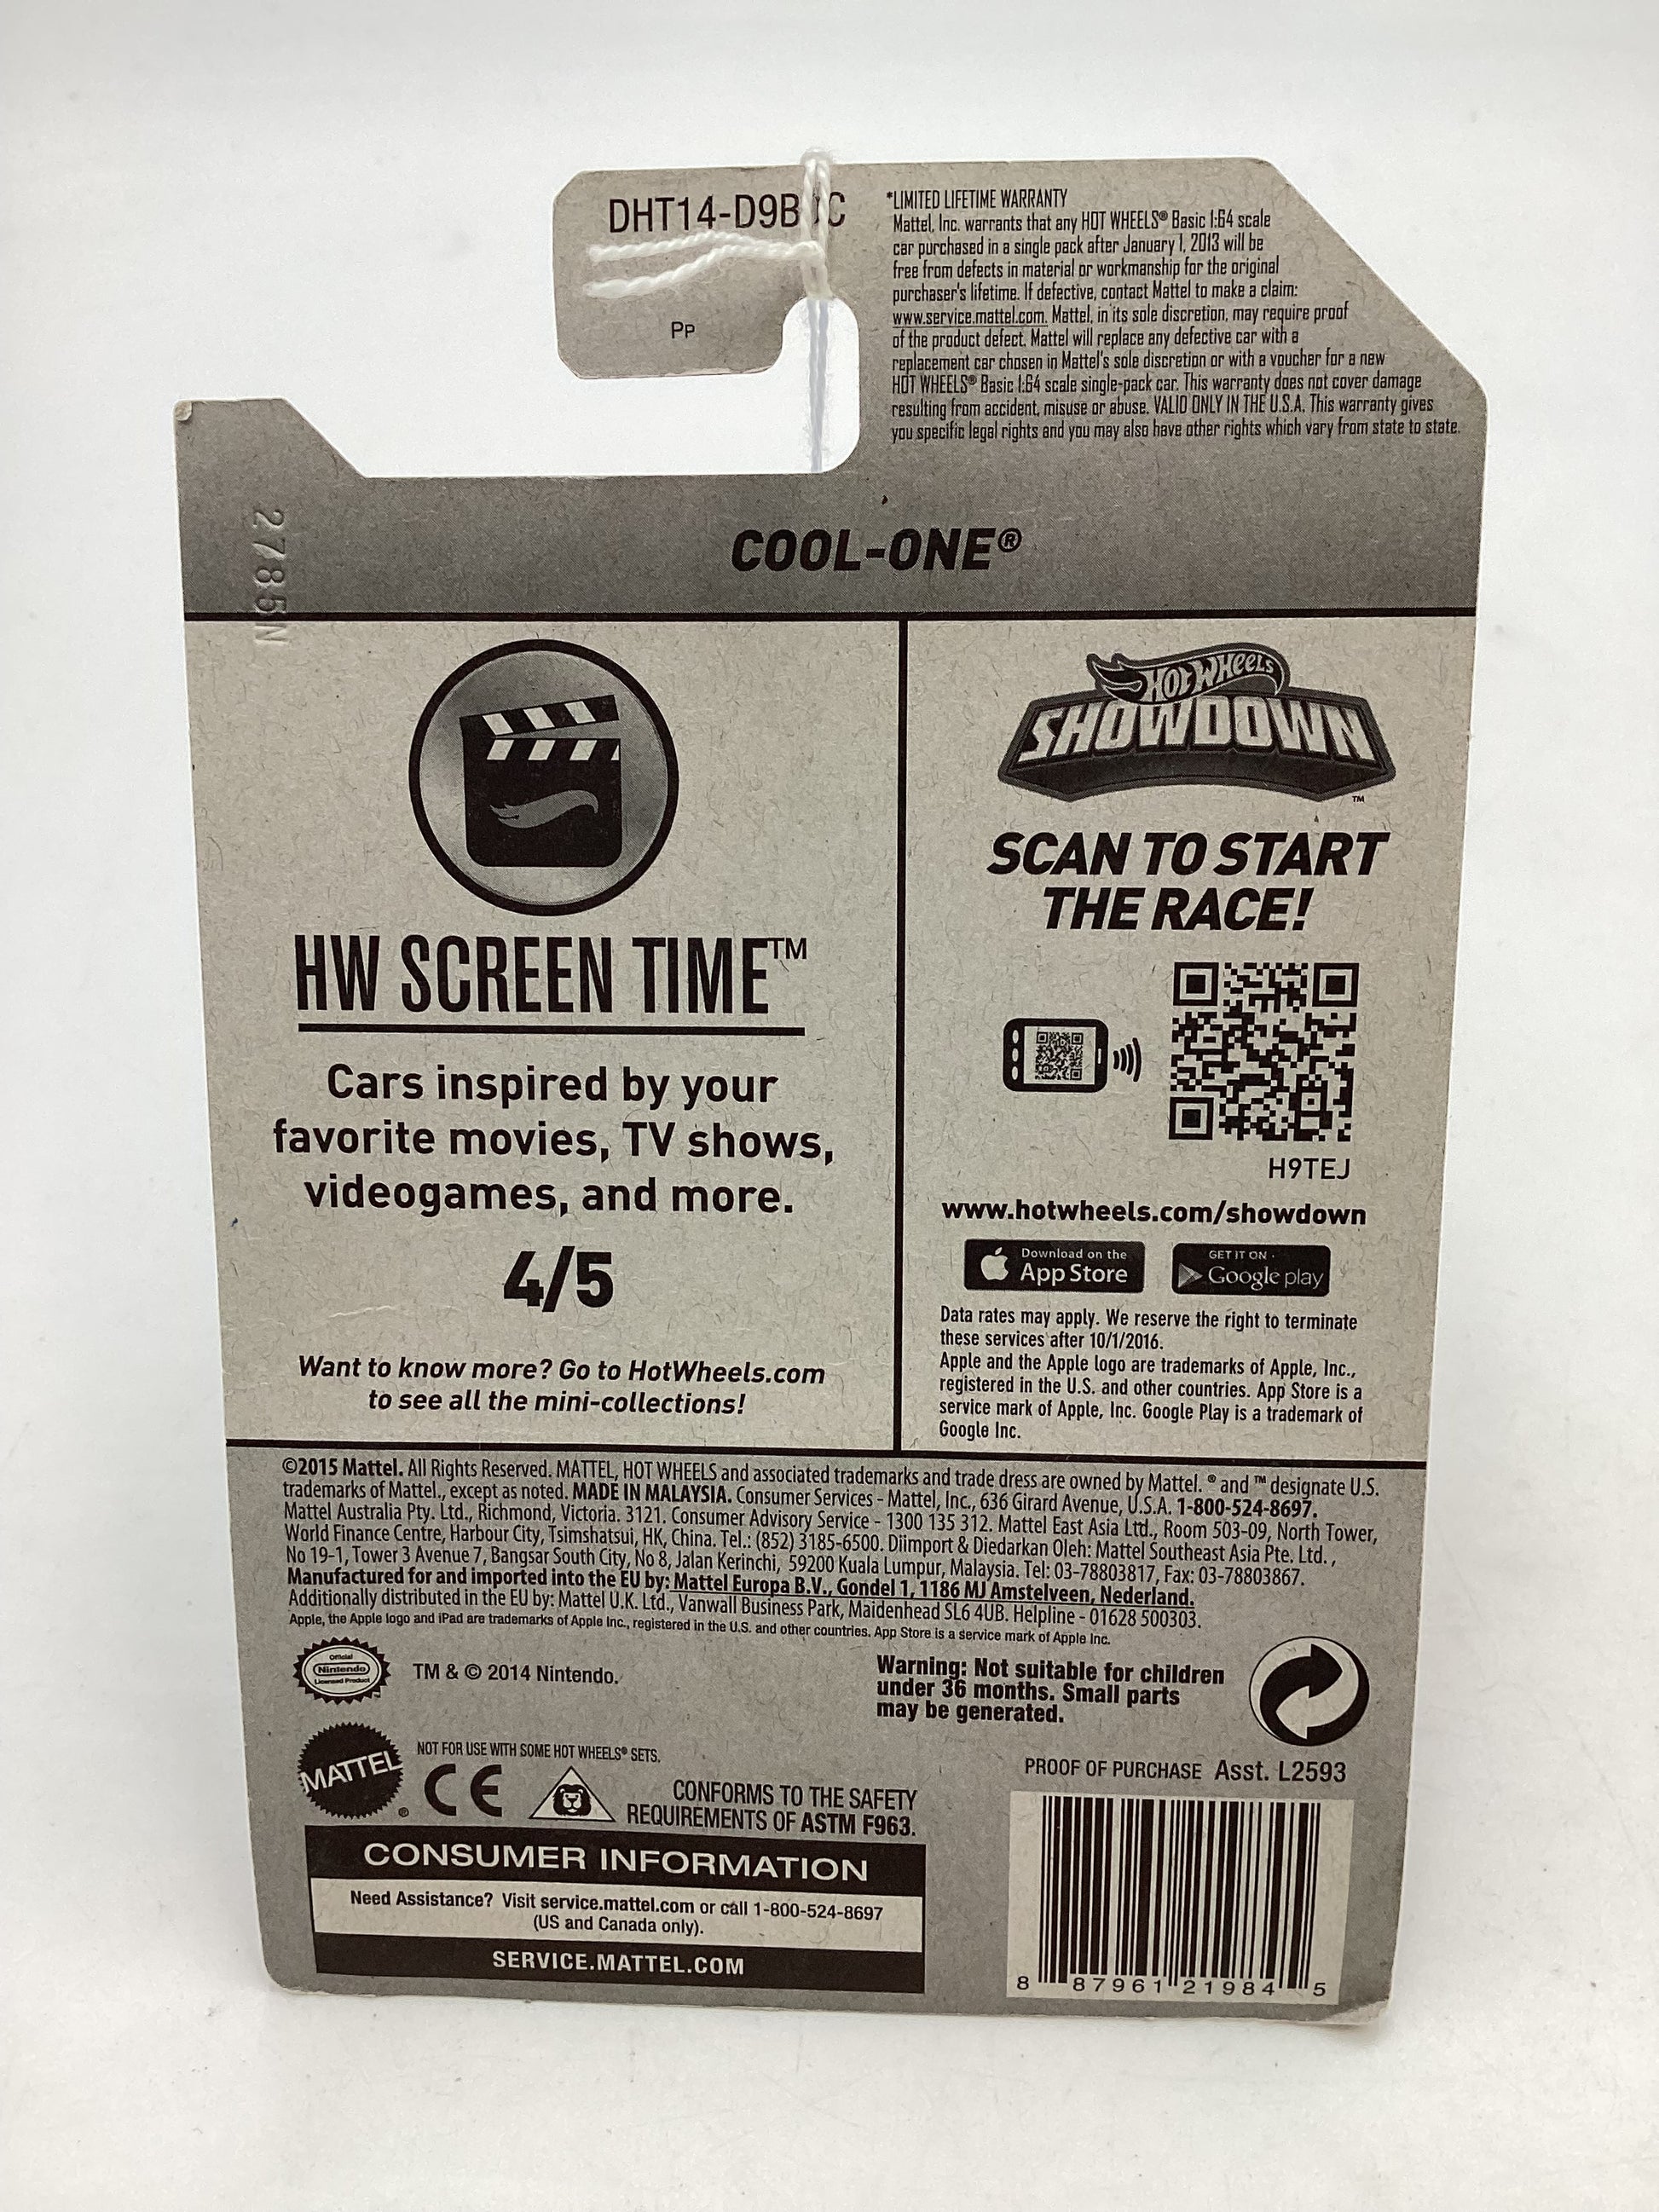 DHT14-D9B
Pp
*LIMITED LIFETIME WARRANTY
Mattel, Inc. warrants that any HOT WHEELS® Basic 1:64 scale
car purchased in a single pack after January 1, 2013 will be
free from defects in material or workmanship for the original
purchaser's lifetime. If defective, contact Mattel to make a claim:
www.service.mattel.com. Mattel, in its sole discretion, may require proof
of the product defect. Mattel will replace any defective car with a
replacement car chosen in Mattel's sole discretion or with a voucher for a new
HOT WHEELS® Basic 1:64 scale single-pack car. This warranty does not cover damage
resulting from accident, misuse or abuse. VALID ONLY IN THE U.S.A. This warranty gives
you specific legal rights and you may also have other rights which vary from state to state.
2785N
COOL-ONE®
HW SCREEN TIME™
Cars inspired by your
favorite movies, TV shows,
videogames, and more.
4/5
Want to know more? Go to HotWheels.com
to see all the mini-collections!
HOT WHEELS
SHOWDOWN
™
SCAN TO START
THE RACE!
H9TEJ
www.hotwheels.com/showdown
Download on the
App Store
GET IT ON
Google play
Data rates may apply. We reserve the right to terminate
these services after 10/1/2016.
Apple and the Apple logo are trademarks of Apple, Inc.,
registered in the U.S. and other countries. App Store is a
service mark of Apple, Inc. Google Play is a trademark of
Google Inc.
©2015 Mattel. All Rights Reserved. MATTEL, HOT WHEELS and associated trademarks and trade dress are owned by Mattel. ® and ™ designate U.S.
trademarks of Mattel., except as noted. MADE IN MALAYSIA. Consumer Services - Mattel, Inc., 636 Girard Avenue, U.S.A. 1-800-524-8697.
Mattel Australia Pty. Ltd., Richmond, Victoria. 3121. Consumer Advisory Service - 1300 135 312. Mattel East Asia Ltd., Room 503-09, North Tower,
World Finance Centre, Harbour City, Tsimshatsui, HK, China. Tel.: (852) 3185-6500. Diimport & Diedarkan Oleh: Mattel Southeast Asia Pte. Ltd.,
No 19-1, Tower 3 Avenue 7, Bangsar South City, No 8, Jalan Kerinchi, 59200 Kuala Lumpur, Malaysia. Tel: 03-78803817, Fax: 03-78803867.
Manufactured for and imported into the EU by: Mattel Europa B.V., Gondel 1, 1186 MJ Amstelveen, Nederland.
Additionally distributed in the EU by: Mattel U.K. Ltd., Vanwall Business Park, Maidenhead SL6 4UB. Helpline - 01628 500303.
Apple, the Apple logo and iPad are trademarks of Apple Inc., registered in the U.S. and other countries. App Store is a service mark of Apple Inc.
Official
Nintendo
Licensed Product
TM & © 2014 Nintendo.
Warning: Not suitable for children
under 36 months. Small parts
may be generated.
MATTEL®
NOT FOR USE WITH SOME HOT WHEELS® SETS.
CE
CONFORMS TO THE SAFETY
REQUIREMENTS OF ASTM F963.
PROOF OF PURCHASE Asst. L2593
CONSUMER INFORMATION
Need Assistance? Visit service.mattel.com or call 1-800-524-8697
(US and Canada only).
SERVICE.MATTEL.COM
8 87961 21984 5